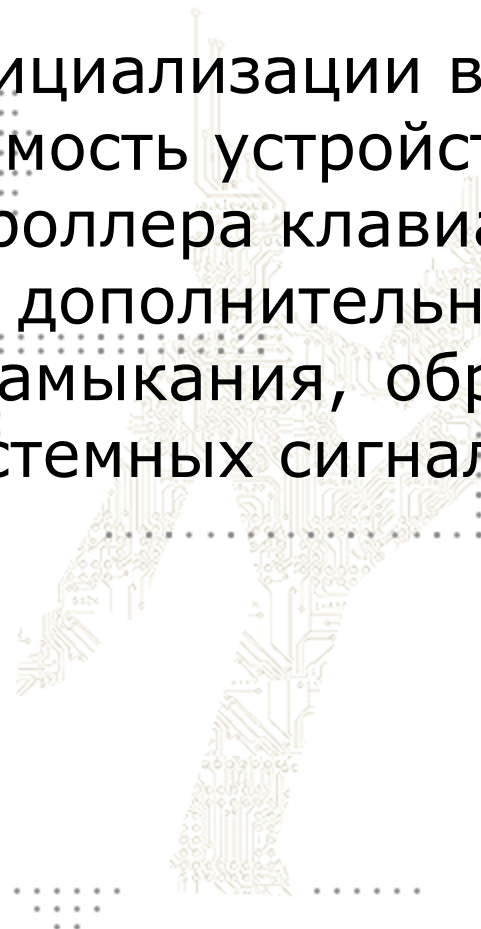 ициализации в
мость устройст
роллера клавиа
дополнительн
амыкания, обр
стемных сигнал